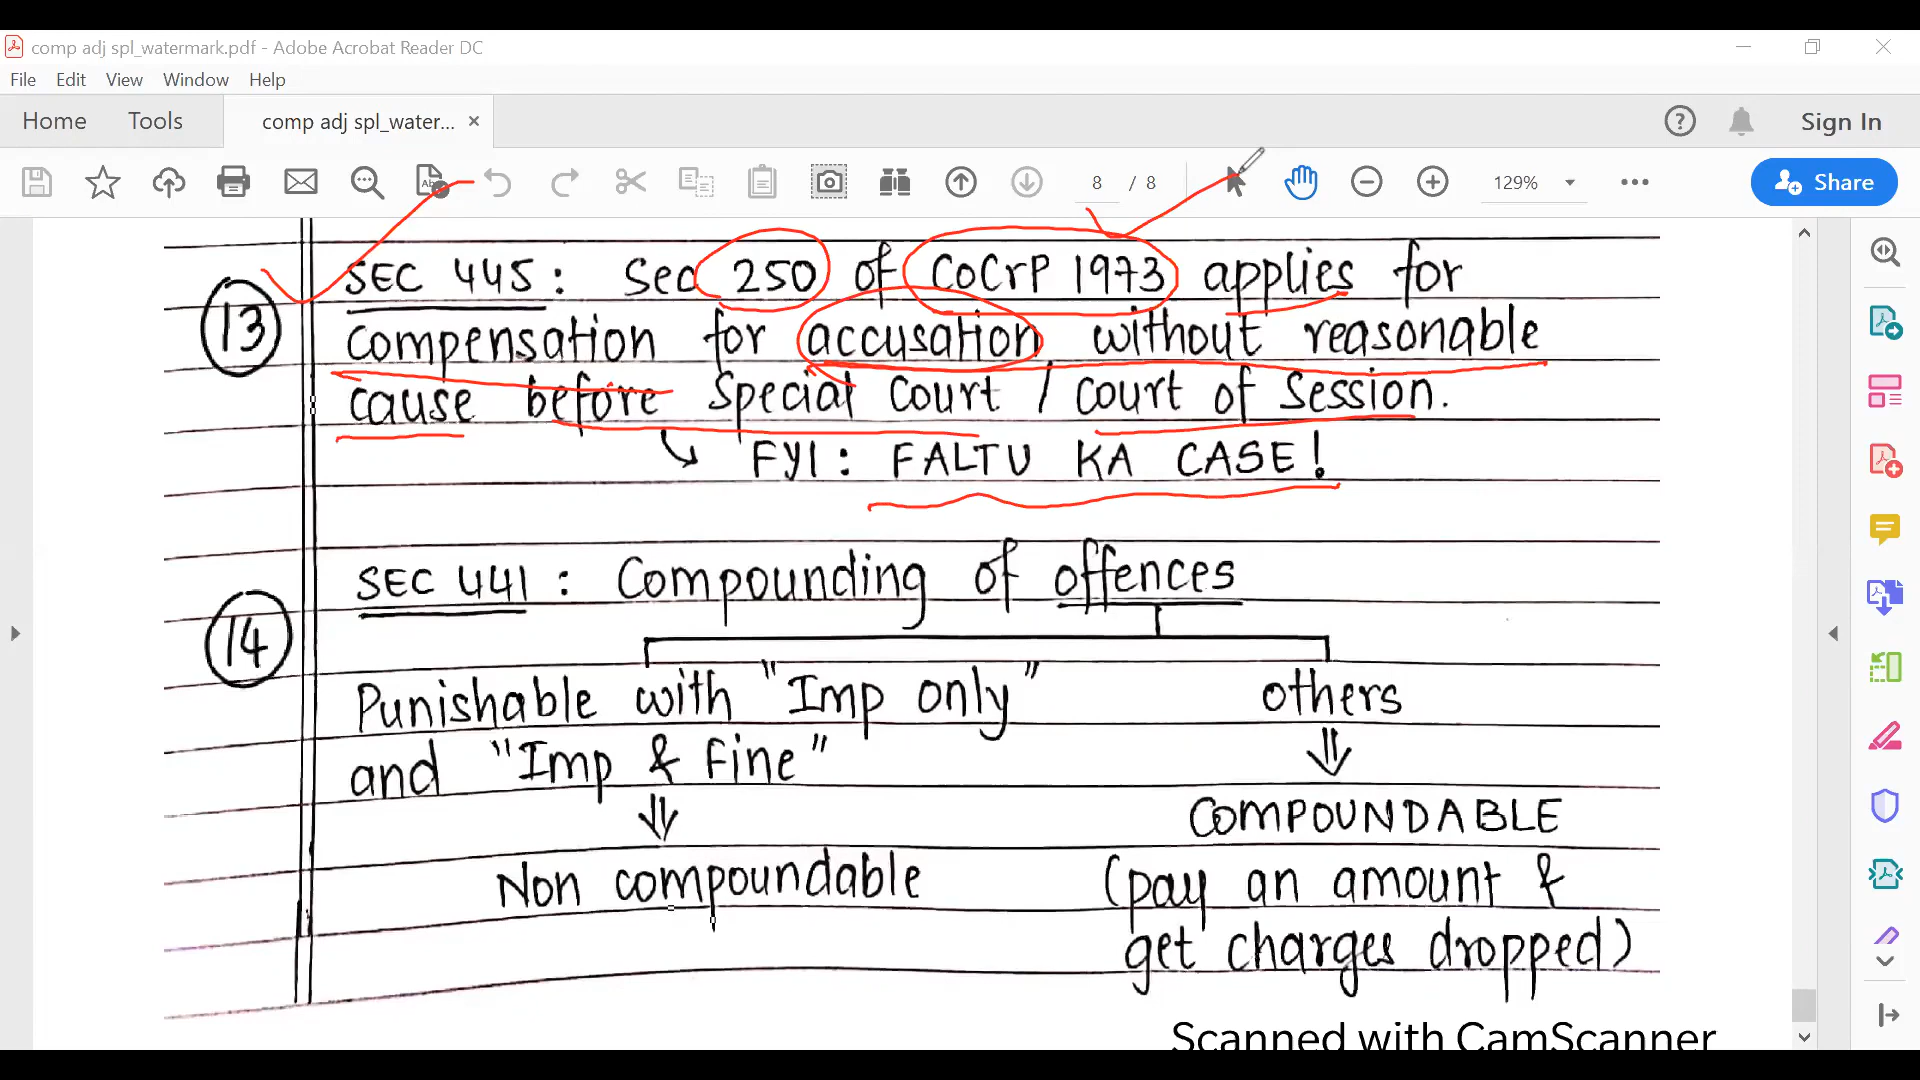 comp adj spl_watermark.pdf - Adobe Acrobat Reader DC
File Edit View Window Help
Home Tools comp adj spl_water... × Sign In
8 / 8 129% Share
13 SEC 445 : Sec 250 of CoCrP 1973 applies for
compensation for accusation without reasonable
cause before Special Court / Court of Session.
FYI : FALTU KA CASE!
14 SEC 441 : Compounding of offences
Punishable with "Imp only" others
and "Imp & Fine"
COMPOUNDABLE
Non compoundable (pay an amount &
get charges dropped)
Scanned with CamScanner